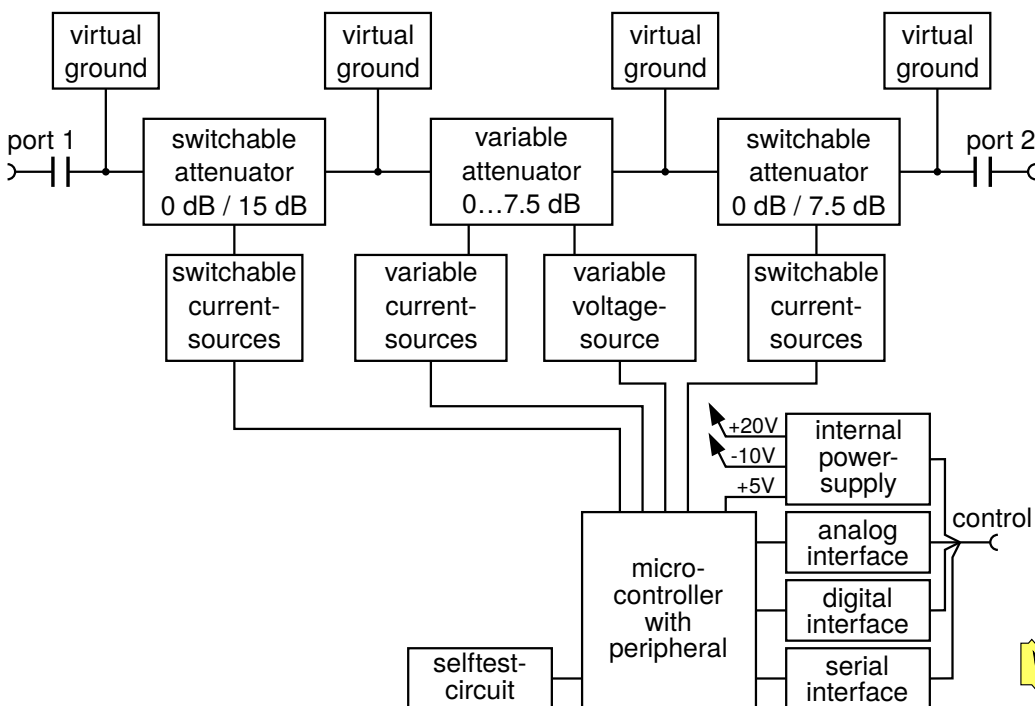 virtual
ground
virtual
ground
virtual
ground
virtual
ground
port 1
switchable
attenuator
0 dB / 15 dB
variable
attenuator
0…7.5 dB
switchable
attenuator
0 dB / 7.5 dB
port 2
switchable
current-
sources
variable
current-
sources
variable
voltage-
source
switchable
current-
sources
+20V
-10V
+5V
internal
power-
supply
control
analog
interface
micro-
controller
with
peripheral
digital
interface
selftest-
circuit
serial
interface